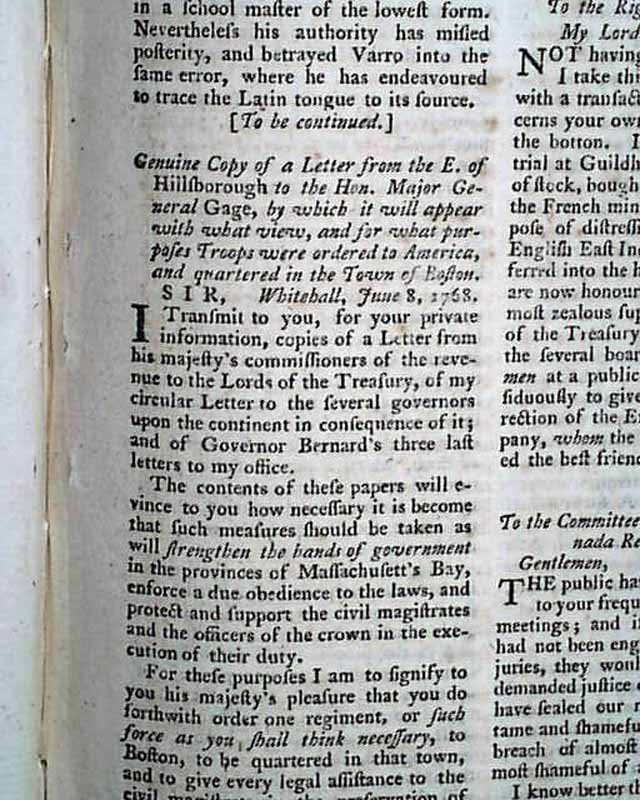 in a ſchool maſter of the loweſt form.
Nevertheleſs his authority has miſled
poſterity, and betrayed Varro into the
ſame error, where he has endeavoured
to trace the Latin tongue to its ſource.
[To be continued.]
Genuine Copy of a Letter from the E. of
Hillſborough to the Hon. Major Ge-
neral Gage, by which it will appear
with what view, and for what pur-
poſes Troops were ordered to America,
and quartered in the Town of Boſton.
SIR, Whitehall, June 8, 1768.
I Tranſmit to you, for your private
information, copies of a Letter from
his majeſty's commiſſioners of the reve-
nue to the Lords of the Treaſury, of my
circular Letter to the ſeveral governors
upon the continent in conſequence of it;
and of Governor Bernard's three laſt
letters to my office.
The contents of theſe papers will e-
vince to you how neceſſary it is become
that ſuch meaſures ſhould be taken as
will ſtrengthen the hands of government
in the provinces of Maſſachuſett's Bay,
enforce a due obedience to the laws, and
protect and ſupport the civil magiſtrates
and the officers of the crown in the exe-
cution of their duty.
For theſe purpoſes I am to ſignify to
you his majeſty's pleaſure that you do
forthwith order one regiment, or ſuch
force as you ſhall think neceſſary, to
Boſton, to be quartered in that town,
and to give every legal aſſiſtance to the
civil magiſtrate in the preſervation of
To the Rig
My Lord
NOT having
I take thi
with a tranſact
cerns your own
the botton. I
trial at Guildh
of ſtock, bough
the French min
poſe of diſtreſſi
Engliſh Eaſt In
ferred into the h
are now honour
moſt zealous ſup
of the Treaſury
the ſeveral boar
men at a public
ſiduouſly to give
rection of the E
pany, whom the
ed the beſt friend
To the Committee
nada Re
Gentlemen,
THE public ha
to your frequ
meetings; and i
had not been eng
juries, they woul
demanded juſtice
have ſealed our
tame and ſhamefu
breach of almoſt
moſt ſhameful of
I know better t